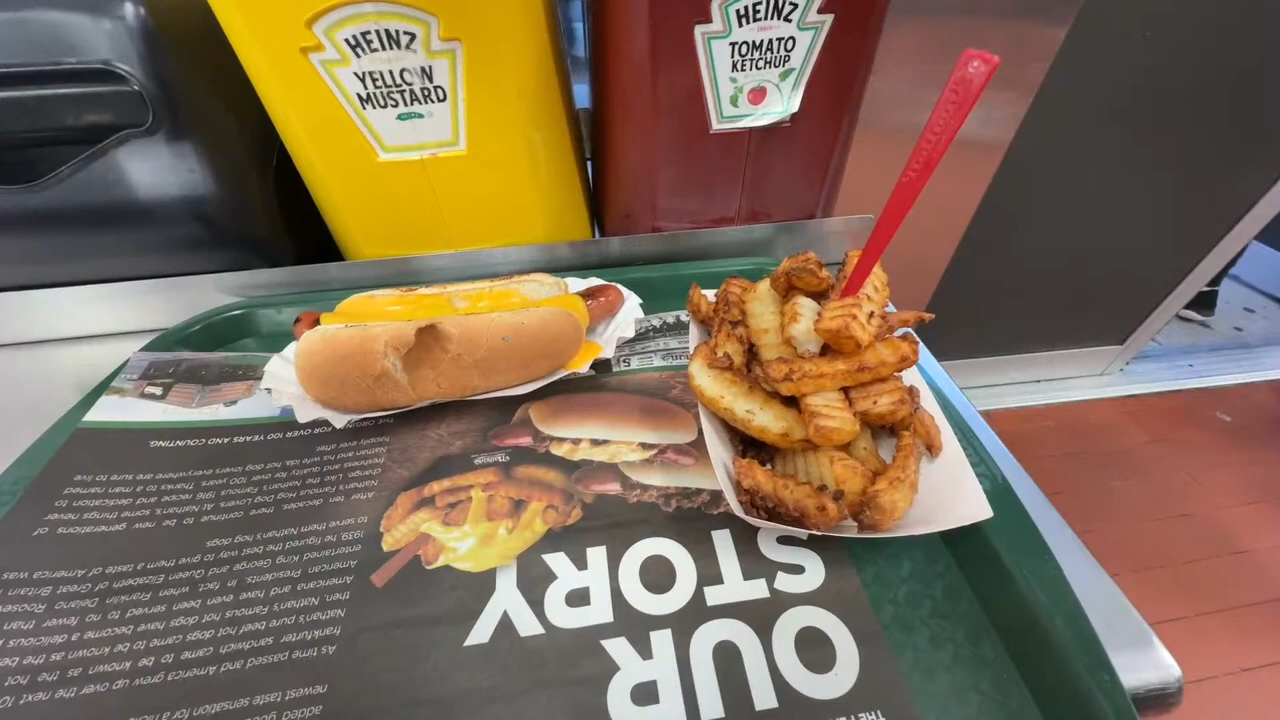 HEINZ
YELLOW
MUSTARD
HEINZ
TOMATO
KETCHUP
OUR
STORY
added
newest taste sensation for a
As time passed and America grew up over the next 10
frankfurter sandwich came to be known as the hot
Nathan's pure beef hot dogs came to be known as the
then, Nathan's Famous hot dogs have become a delicious
Americana and have even been served by no fewer than
American Presidents. In fact, when Franklin Delano
entertained King George and Queen Elizabeth of Great Britain
1939, he figured the best way to give them a taste of America was
to serve them Nathan's hot dogs
After ten decades, there continue to be new generations of
Nathan's Famous Hot Dog Lovers. At Nathan's, some things never
change. Like the Nathan's Famous 1916 recipe and dedication to
freshness and quality for over 100 years. Thanks to a man named
Nathan and his wife Ida, hot dog lovers everywhere are sure to live
happily ever after.
THE ORIGINAL FOR OVER 100 YEARS AND COUNTING.